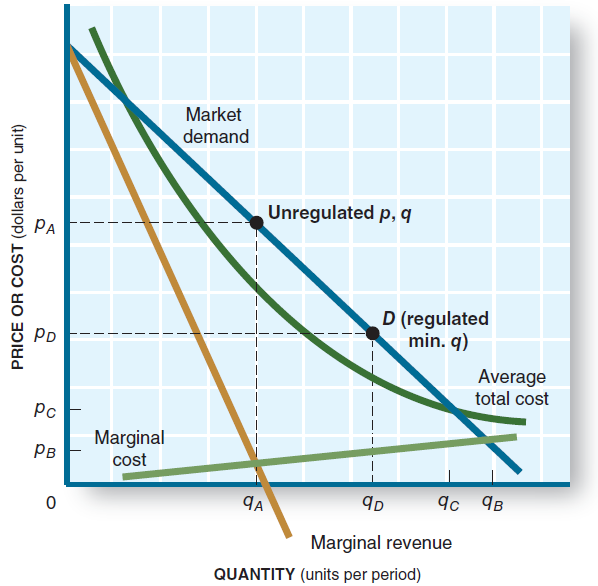 PRICE OR COST (dollars per unit)
Market
demand
Unregulated p, q
pA
D (regulated
min. q)
pD
Average
total cost
pC
Marginal
cost
pB
0
qA
qD
qC
qB
Marginal revenue
QUANTITY (units per period)